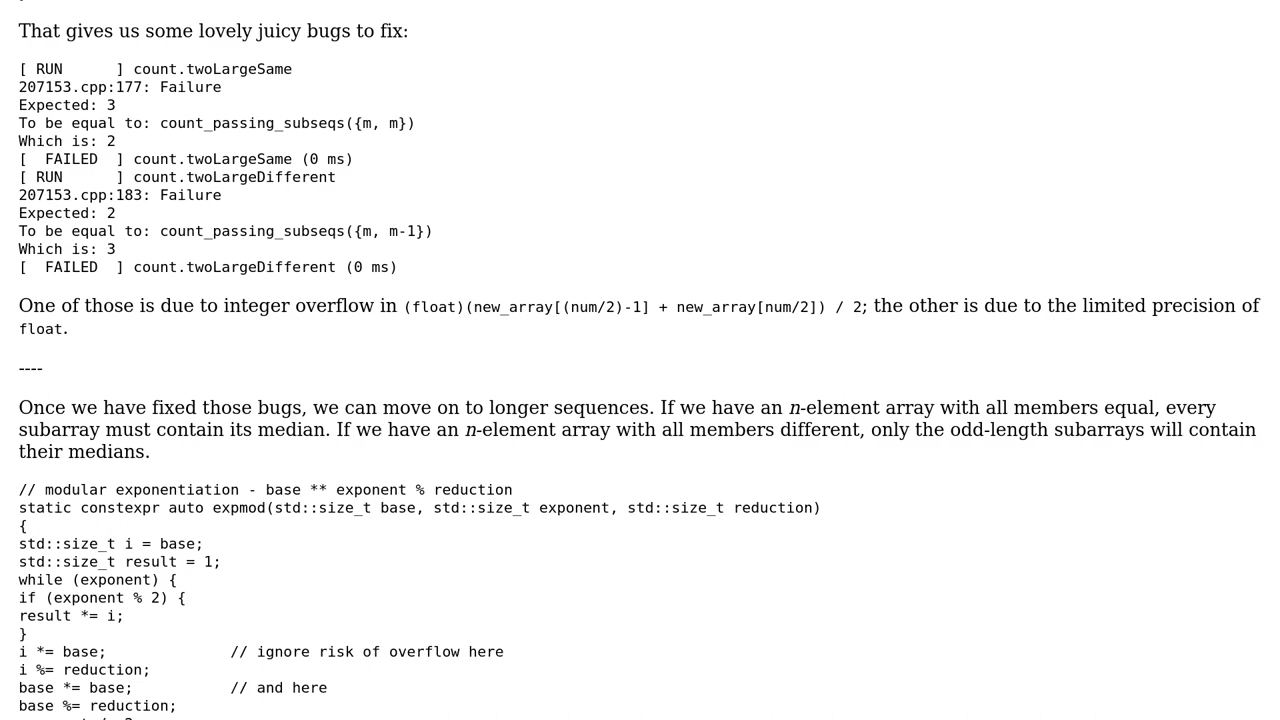 That gives us some lovely juicy bugs to fix:
[ RUN      ] count.twoLargeSame
207153.cpp:177: Failure
Expected: 3
To be equal to: count_passing_subseqs({m, m})
Which is: 2
[  FAILED  ] count.twoLargeSame (0 ms)
[ RUN      ] count.twoLargeDifferent
207153.cpp:183: Failure
Expected: 2
To be equal to: count_passing_subseqs({m, m-1})
Which is: 3
[  FAILED  ] count.twoLargeDifferent (0 ms)
One of those is due to integer overflow in (float)(new_array[(num/2)-1] + new_array[num/2]) / 2; the other is due to the limited precision of
float.
----
Once we have fixed those bugs, we can move on to longer sequences. If we have an n-element array with all members equal, every
subarray must contain its median. If we have an n-element array with all members different, only the odd-length subarrays will contain
their medians.
// modular exponentiation - base ** exponent % reduction
static constexpr auto expmod(std::size_t base, std::size_t exponent, std::size_t reduction)
{
std::size_t i = base;
std::size_t result = 1;
while (exponent) {
if (exponent % 2) {
result *= i;
}
i *= base;              // ignore risk of overflow here
i %= reduction;
base *= base;           // and here
base %= reduction;